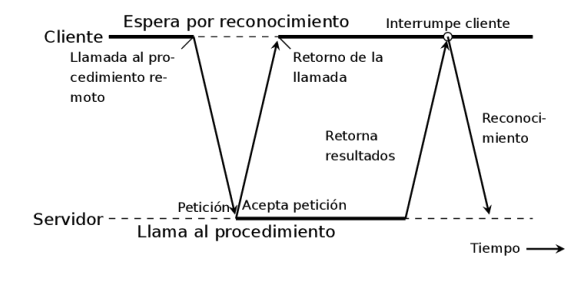 Espera por reconocimiento
Interrumpe cliente
Cliente
Llamada al pro-
cedimiento re-
moto
Retorno de la
llamada
Reconoci-
miento
Retorna
resultados
Petición
Acepta petición
Servidor
Llama al procedimiento
Tiempo